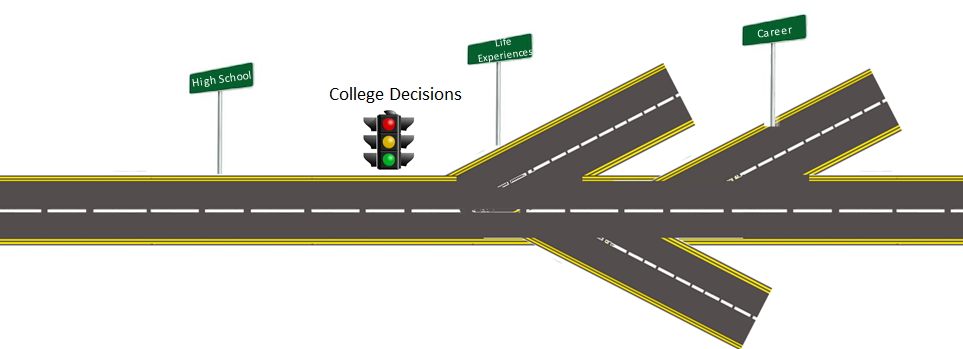 High School
College Decisions
Life
Experiences
Career